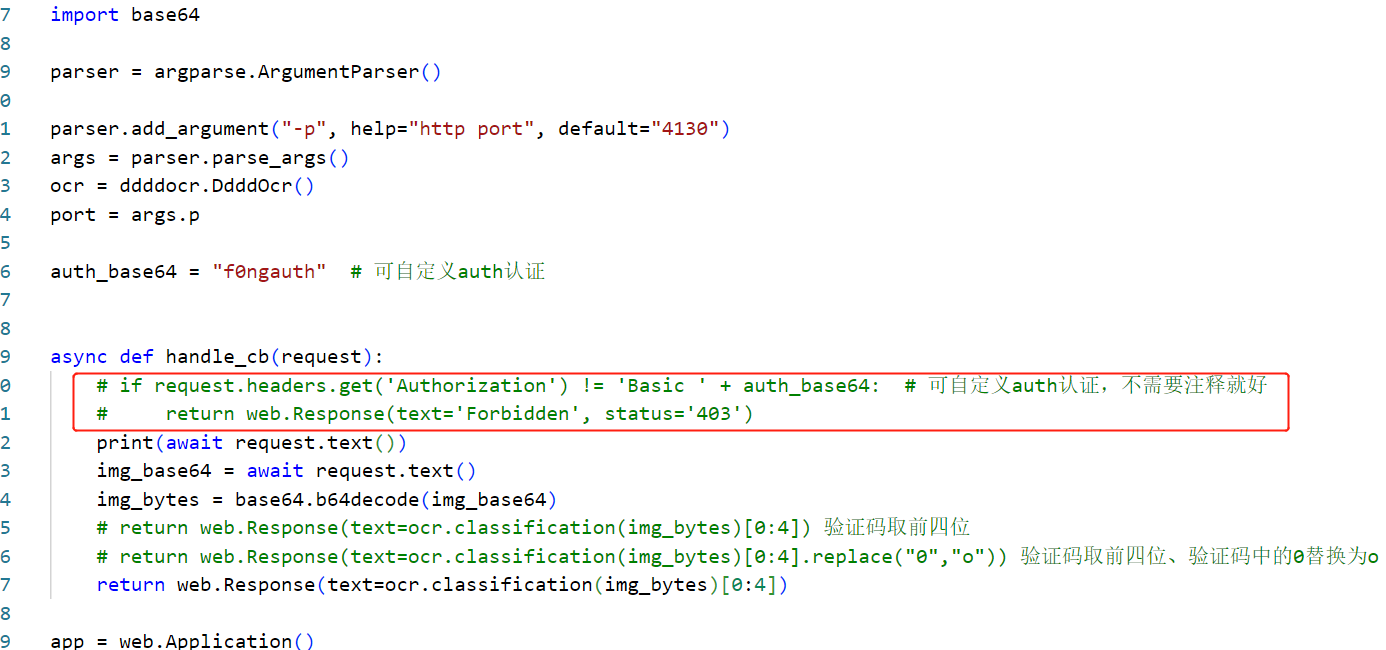 7 import base64
8
9 parser = argparse.ArgumentParser()
0
1 parser.add_argument("-p", help="http port", default="4130")
2 args = parser.parse_args()
3 ocr = ddddocr.DdddOcr()
4 port = args.p
5
6 auth_base64 = "f0ngauth"  # 可自定义auth认证
7
8
9 async def handle_cb(request):
0     # if request.headers.get('Authorization') != 'Basic ' + auth_base64:  # 可自定义auth认证，不需要注释就好
1     #     return web.Response(text='Forbidden', status='403')
2     print(await request.text())
3     img_base64 = await request.text()
4     img_bytes = base64.b64decode(img_base64)
5     # return web.Response(text=ocr.classification(img_bytes)[0:4]) 验证码取前四位
6     # return web.Response(text=ocr.classification(img_bytes)[0:4].replace("0","o")) 验证码取前四位、验证码中的0替换为o
7     return web.Response(text=ocr.classification(img_bytes)[0:4])
8
9 app = web.Application()